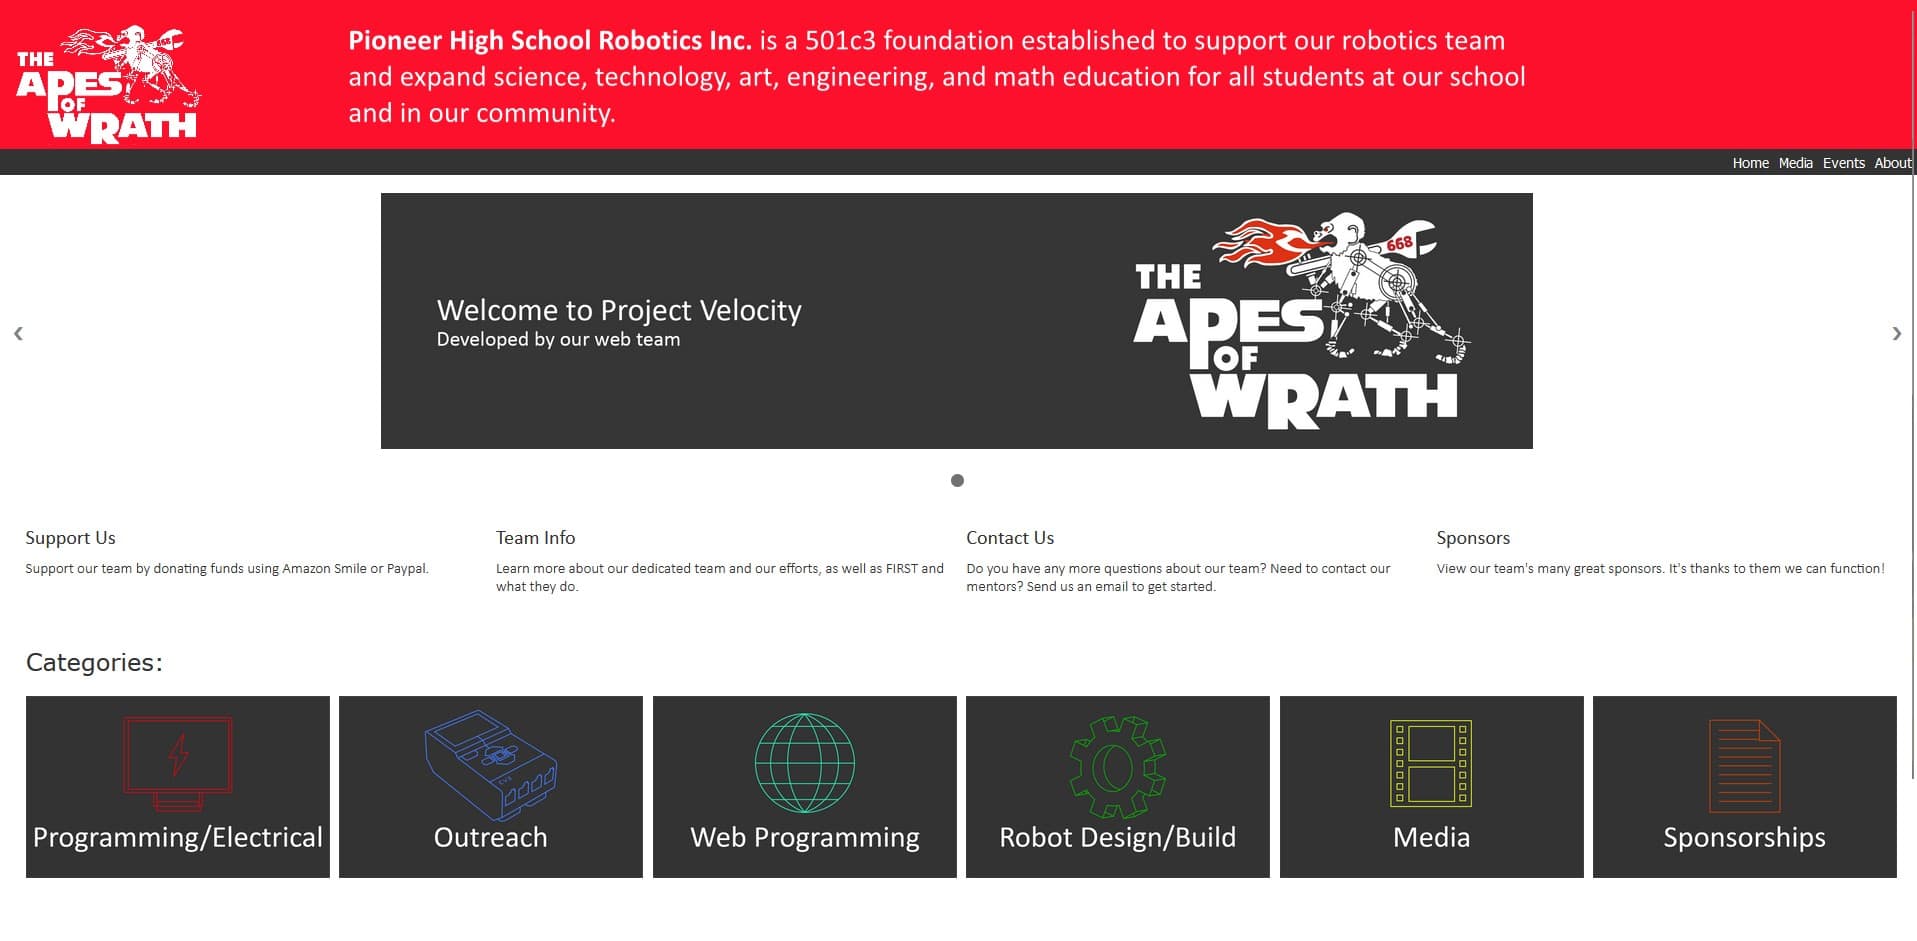 THE
APES
OF
WRATH
668
Pioneer High School Robotics Inc. is a 501c3 foundation established to support our robotics team
and expand science, technology, art, engineering, and math education for all students at our school
and in our community.
Home Media Events About
Welcome to Project Velocity
Developed by our web team
668
THE
APES
OF
WRATH
Support Us
Support our team by donating funds using Amazon Smile or Paypal.
Team Info
Learn more about our dedicated team and our efforts, as well as FIRST and
what they do.
Contact Us
Do you have any more questions about our team? Need to contact our
mentors? Send us an email to get started.
Sponsors
View our team's many great sponsors. It's thanks to them we can function!
Categories:
Programming/Electrical
Outreach
Web Programming
Robot Design/Build
Media
Sponsorships